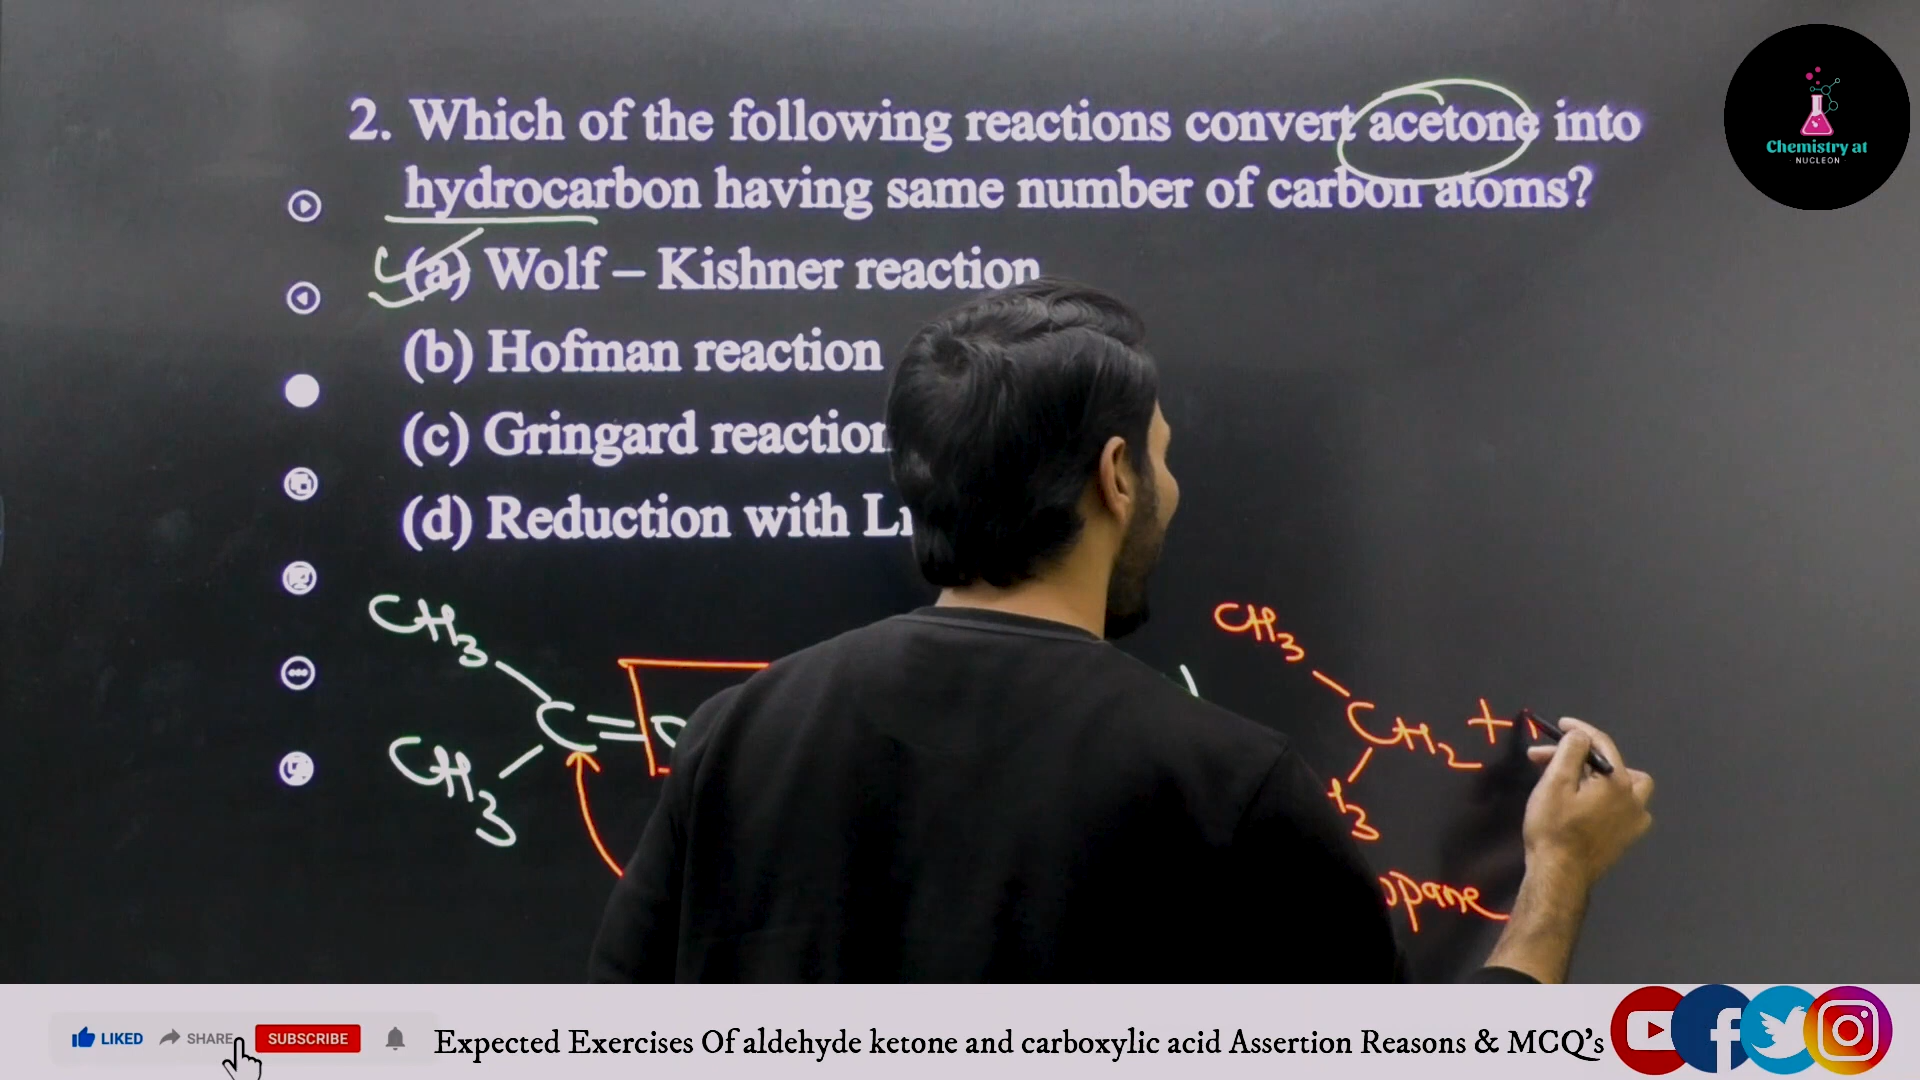 2. Which of the following reactions convert acetone into
hydrocarbon having same number of carbon atoms?
(a) Wolf – Kishner reaction
(b) Hofman reaction
(c) Gringard reaction
(d) Reduction with
CH3
C=
CH3
CH3
CH2 +
3
opane
Chemistry at
- NUCLEON -
LIKED SHARE SUBSCRIBE
Expected Exercises Of aldehyde ketone and carboxylic acid Assertion Reasons & MCQ's